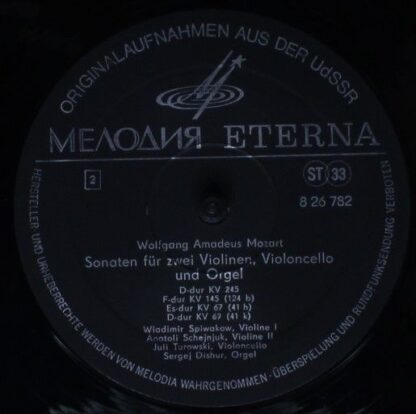 ORIGINALAUFNAHMEN AUS DER UdSSR
МЕЛОДИЯ ETERNA
2
ST 33
8 26 782
Wolfgang Amadeus Mozart
Sonaten für zwei Violinen, Violoncello
und Orgel
D-dur KV 245
F-dur KV 145 (124 b)
Es-dur KV 67 (41 h)
D-dur KV 67 (41 k)
Wladimir Spiwakow, Violine I
Anatoli Schejnjuk, Violine II
Juli Turowski, Violoncello
Sergej Dishur, Orgel
HERSTELLER- UND URHEBERRECHTE WERDEN VON MELODIA WAHRGENOMMEN · ÜBERSPIELUNG UND RUNDFUNKSENDUNG VERBOTEN